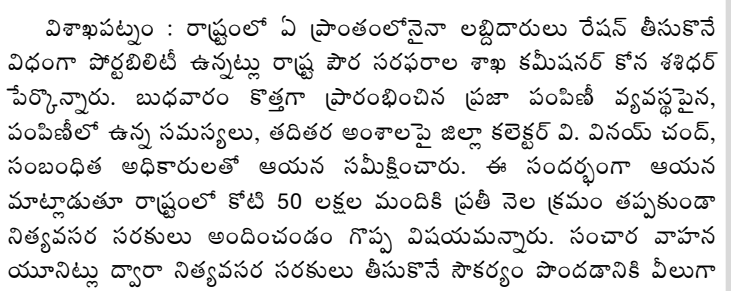 విశాఖపట్నం : రాష్ట్రంలో ఏ ప్రాంతంలోనైనా లబ్దిదారులు రేషన్ తీసుకొనే
విధంగా పోర్టబిలిటీ ఉన్నట్లు రాష్ట్ర పౌర సరఫరాల శాఖ కమీషనర్ కోన శశిధర్
పేర్కొన్నారు. బుధవారం కొత్తగా ప్రారంభించిన ప్రజా పంపిణీ వ్యవస్థపైన,
పంపిణీలో ఉన్న సమస్యలు, తదితర అంశాలపై జిల్లా కలెక్టర్ వి. వినయ్ చంద్,
సంబంధిత అధికారులతో ఆయన సమీక్షించారు. ఈ సందర్భంగా ఆయన
మాట్లాడుతూ రాష్ట్రంలో కోటి 50 లక్షల మందికి ప్రతీ నెల క్రమం తప్పకుండా
నిత్యవసర సరకులు అందించండం గొప్ప విషయమన్నారు. సంచార వాహన
యూనిట్లు ద్వారా నిత్యవసర సరకులు తీసుకొనే సౌకర్యం పొందడానికి వీలుగా